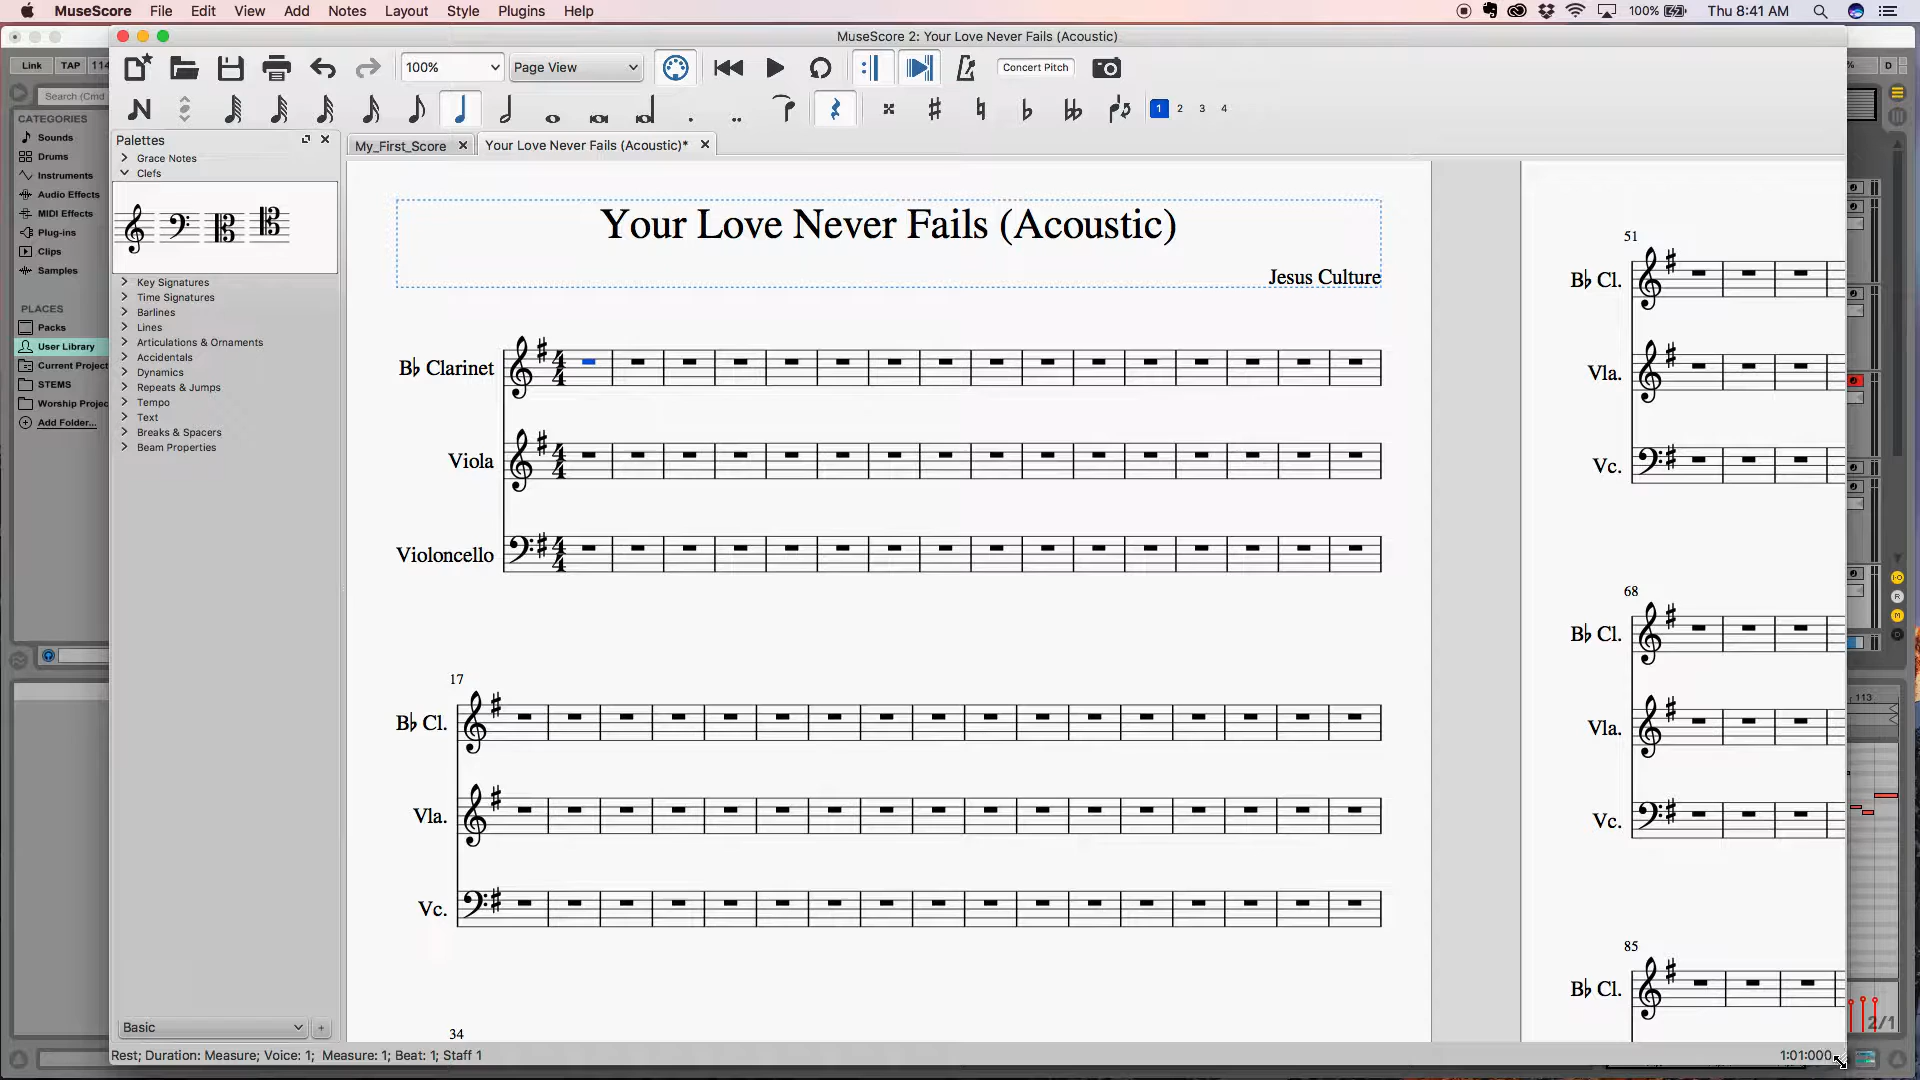 MuseScore File Edit View Add Notes Layout Style Plugins Help
100% Thu 8:41 AM
MuseScore 2: Your Love Never Fails (Acoustic)
Link TAP 114
100% Page View Concert Pitch
D
Search (Cmd
1 2 3 4
CATEGORIES
Sounds
Drums
Instruments
Audio Effects
MIDI Effects
Plug-ins
Clips
Samples
PLACES
Packs
User Library
Current Project
STEMS
Worship Projec
Add Folder...
Palettes
Grace Notes
Clefs
Key Signatures
Time Signatures
Barlines
Lines
Articulations & Ornaments
Accidentals
Dynamics
Repeats & Jumps
Tempo
Text
Breaks & Spacers
Beam Properties
Basic
+
My_First_Score
Your Love Never Fails (Acoustic)*
Your Love Never Fails (Acoustic)
Jesus Culture
B♭ Clarinet
Viola
Violoncello
17
B♭ Cl.
Vla.
Vc.
34
51
B♭ Cl.
Vla.
Vc.
68
B♭ Cl.
Vla.
Vc.
85
B♭ Cl.
113
2/1
Rest; Duration: Measure; Voice: 1; Measure: 1; Beat: 1; Staff 1
1:01:000